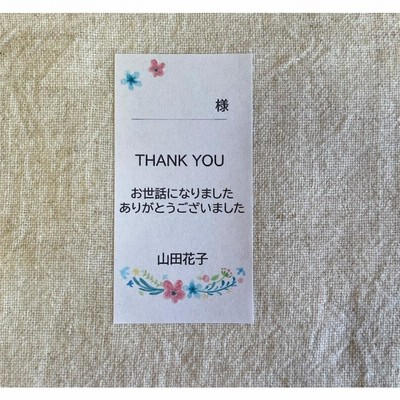 様
THANK YOU
お世話になりました
ありがとうございました
山田花子